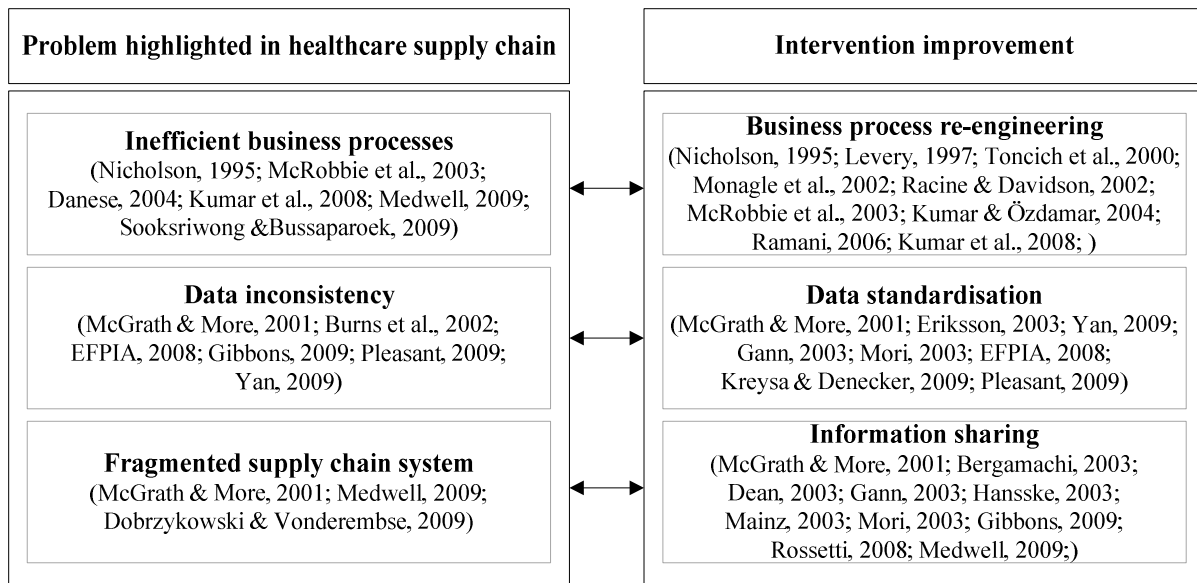 Problem highlighted in healthcare supply chain
Inefficient business processes
(Nicholson, 1995; McRobbie et al., 2003;
Danese, 2004; Kumar et al., 2008; Medwell, 2009;
Sooksriwong &Bussaparoek, 2009)
Data inconsistency
(McGrath & More, 2001; Burns et al., 2002;
EFPIA, 2008; Gibbons, 2009; Pleasant, 2009;
Yan, 2009)
Fragmented supply chain system
(McGrath & More, 2001; Medwell, 2009;
Dobrzykowski & Vonderembse, 2009)
Intervention improvement
Business process re-engineering
(Nicholson, 1995; Levery, 1997; Toncich et al., 2000;
Monagle et al., 2002; Racine & Davidson, 2002;
McRobbie et al., 2003; Kumar & Özdamar, 2004;
Ramani, 2006; Kumar et al., 2008; )
Data standardisation
(McGrath & More, 2001; Eriksson, 2003; Yan, 2009;
Gann, 2003; Mori, 2003; EFPIA, 2008;
Kreysa & Denecker, 2009; Pleasant, 2009)
Information sharing
(McGrath & More, 2001; Bergamachi, 2003;
Dean, 2003; Gann, 2003; Hansske, 2003;
Mainz, 2003; Mori, 2003; Gibbons, 2009;
Rossetti, 2008; Medwell, 2009;)